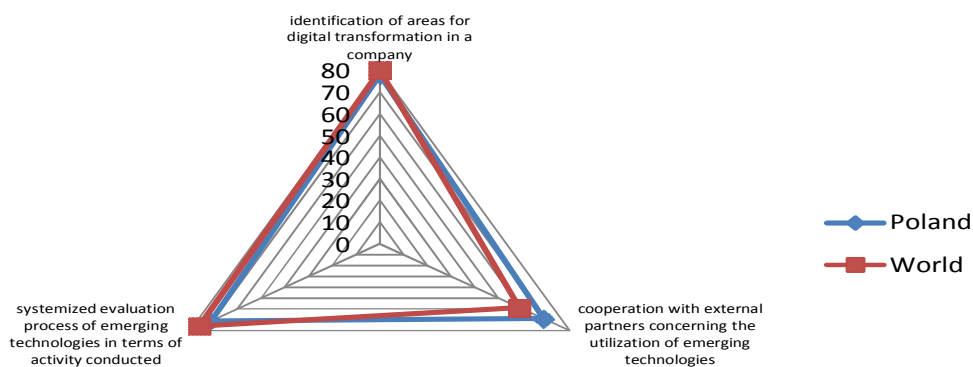 identification of areas for
digital transformation in a
company
80
70
60
50
40
30
20
10
0
Poland
World
systemized evaluation
process of emerging
technologies in terms of
activity conducted
cooperation with external
partners concerning the
utilization of emerging
technologies